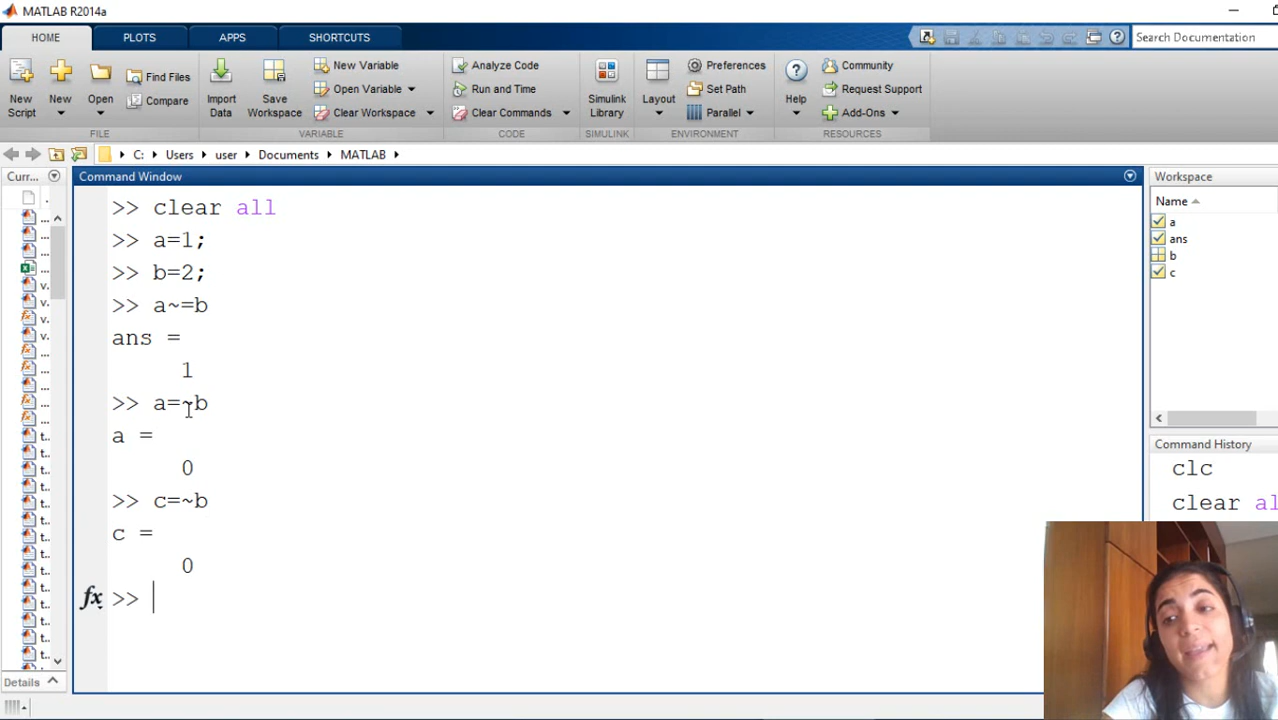 MATLAB R2014a
HOME PLOTS APPS SHORTCUTS Search Documentation
New Script
New
Open
Find Files
Compare
FILE
Import Data
Save Workspace
New Variable
Open Variable
Clear Workspace
VARIABLE
Analyze Code
Run and Time
Clear Commands
CODE
Simulink Library
SIMULINK
Layout
Preferences
Set Path
Parallel
ENVIRONMENT
? Help
Community
Request Support
Add-Ons
RESOURCES
C: Users user Documents MATLAB
Curr...
Command Window
>> clear all
>> a=1;
>> b=2;
>> a~=b
ans =
1
>> a=~b
a =
0
>> c=~b
c =
0
fx >>
Details
Workspace
Name
a
ans
b
c
Command History
clc
clear al